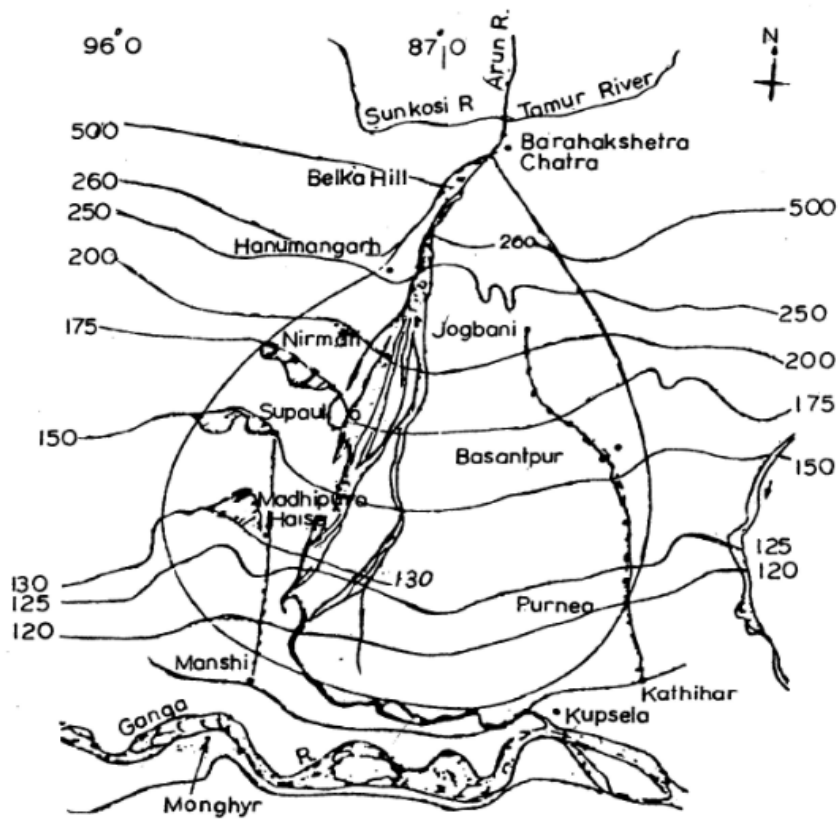 96°0
87°0
N
Arun R.
Sunkosi R
Tamur River
Barahakshetra
Chatra
500
Belka Hill
260
250
Hanumangarh
260
500
200
250
175
Nirmali
Jogbani
200
Supaul
175
150
Basantpur
150
Madhipura
Haisa
125
130
130
120
125
Purnea
120
Manshi
Kathihar
Ganga
R.
Kupsela
Monghyr